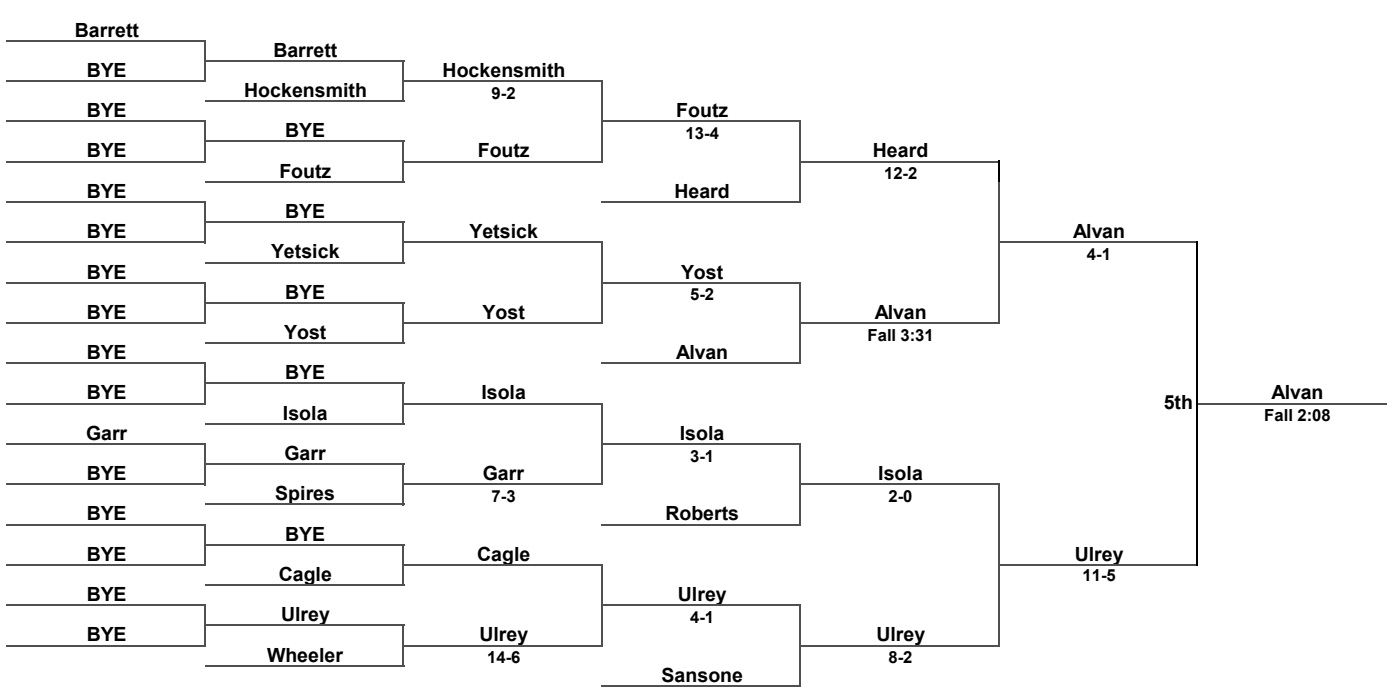 Barrett
BYE
BYE
BYE
BYE
BYE
BYE
BYE
BYE
BYE
Garr
BYE
BYE
BYE
BYE
BYE
Barrett
Hockensmith
BYE
Foutz
BYE
Yetsick
BYE
Yost
BYE
Isola
Garr
Spires
BYE
Cagle
Ulrey
Wheeler
Hockensmith
9-2
Foutz
Yetsick
Yost
Isola
Garr
7-3
Cagle
Ulrey
14-6
Foutz
13-4
Heard
Yost
5-2
Alvan
Isola
3-1
Roberts
Ulrey
4-1
Sansone
Heard
12-2
Alvan
Fall 3:31
Isola
2-0
Ulrey
8-2
Alvan
4-1
Ulrey
11-5
5th
Alvan
Fall 2:08